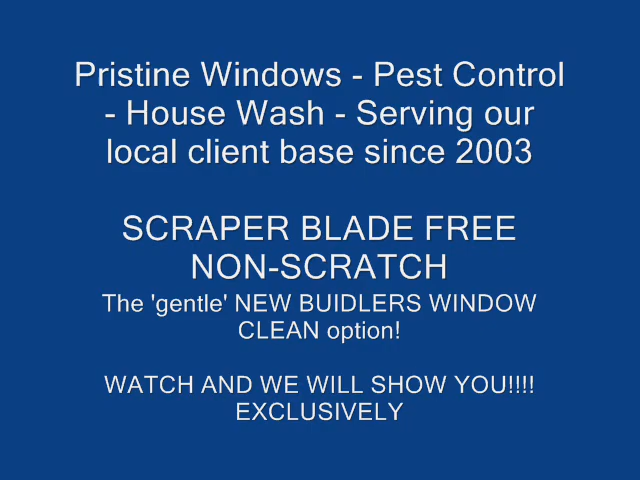 Pristine Windows - Pest Control
- House Wash - Serving our
local client base since 2003
SCRAPER BLADE FREE
NON-SCRATCH
The 'gentle' NEW BUIDLERS WINDOW
CLEAN option!
WATCH AND WE WILL SHOW YOU!!!!
EXCLUSIVELY